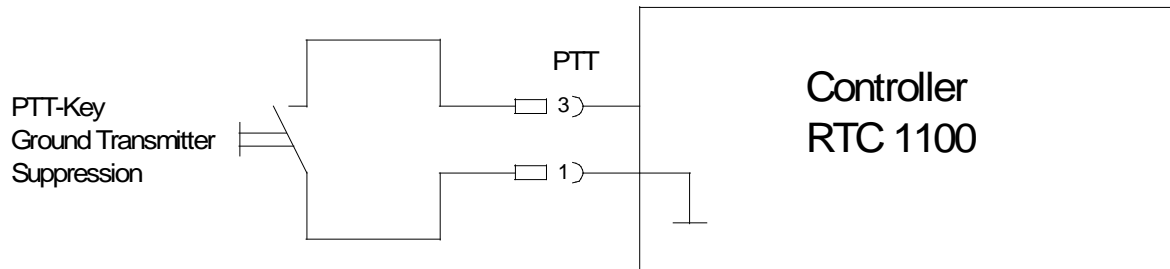 PTT-Key
Ground Transmitter
Suppression
PTT
3
1
Controller
RTC 1100